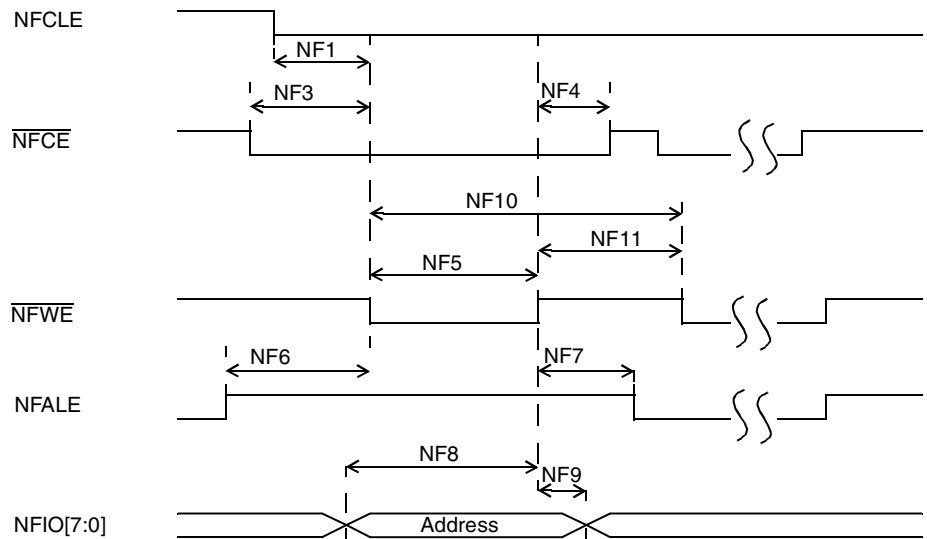 NFCLE
NF1
NF3
NF4
NFCE
NF10
NF11
NF5
NFWE
NF6
NF7
NFALE
NF8
NF9
NFIO[7:0]
Address